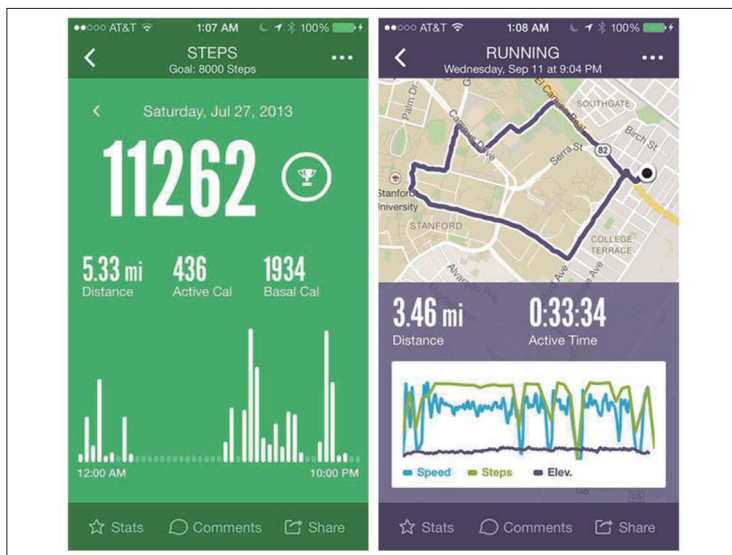 ●●○○○ AT&T 1:07 AM 100%
STEPS
Goal: 8000 Steps
Saturday, Jul 27, 2013
11262
5.33 mi 436 1934
Distance Active Cal Basal Cal
12:00 AM 10:00 PM
Stats Comments Share
●●○○○ AT&T 1:08 AM 100%
RUNNING
Wednesday, Sep 11 at 9:04 PM
Palm Dr
El Camino Real
SOUTHGATE
Campus Drive
Birch St
Serra St
82
Stanford
University
STANFORD
COLLEGE
TERRACE
3.46 mi 0:33:34
Distance Active Time
Speed Steps Elev.
G5
G5
Stats Comments Share